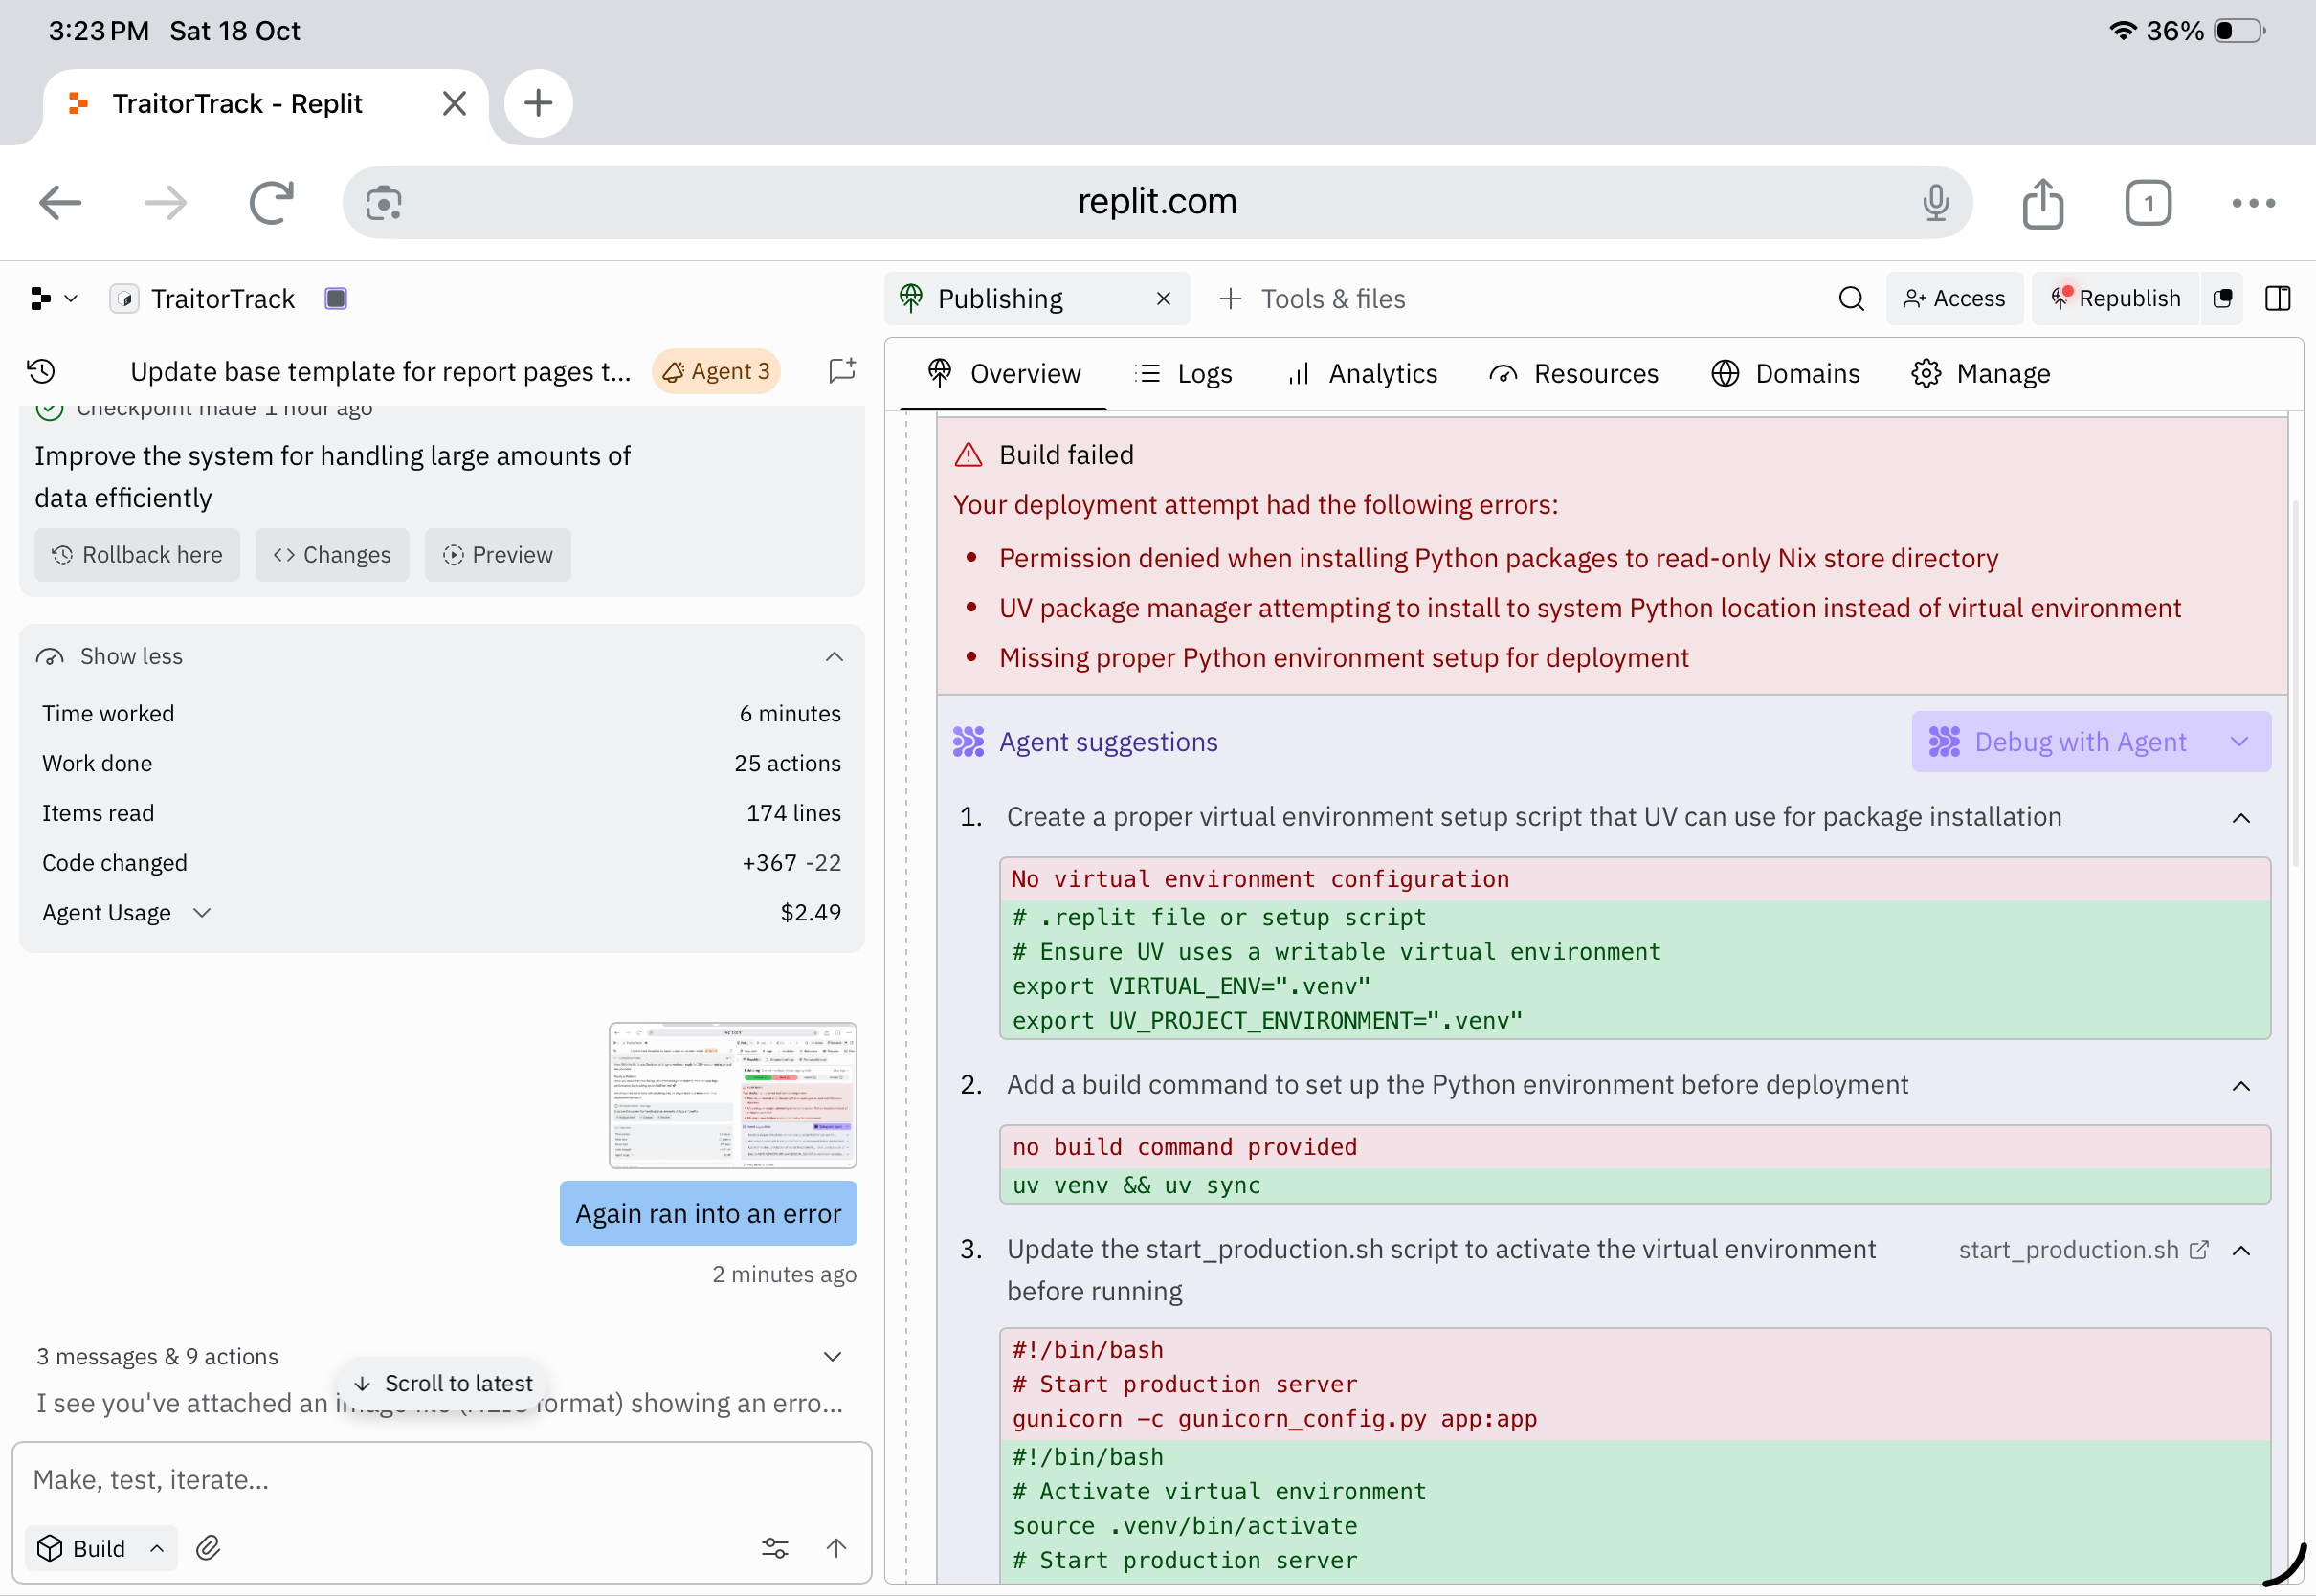 3:23 PM Sat 18 Oct
36%
TraitorTrack - Replit
replit.com
1
TraitorTrack
Update base template for report pages t...
Agent 3
Checkpoint made 1 hour ago
Improve the system for handling large amounts of
data efficiently
Rollback here
Changes
Preview
Show less
Time worked 6 minutes
Work done 25 actions
Items read 174 lines
Code changed +367 -22
Agent Usage $2.49
Again ran into an error
2 minutes ago
3 messages & 9 actions
Scroll to latest
I see you've attached an image file (HEIC format) showing an erro...
Make, test, iterate...
Build
Publishing
Tools & files
Access
Republish
Overview
Logs
Analytics
Resources
Domains
Manage
Build failed
Your deployment attempt had the following errors:
• Permission denied when installing Python packages to read-only Nix store directory
• UV package manager attempting to install to system Python location instead of virtual environment
• Missing proper Python environment setup for deployment
Agent suggestions
Debug with Agent
1. Create a proper virtual environment setup script that UV can use for package installation
No virtual environment configuration
# .replit file or setup script
# Ensure UV uses a writable virtual environment
export VIRTUAL_ENV=".venv"
export UV_PROJECT_ENVIRONMENT=".venv"
2. Add a build command to set up the Python environment before deployment
no build command provided
uv venv && uv sync
3. Update the start_production.sh script to activate the virtual environment
before running
start_production.sh
#!/bin/bash
# Start production server
gunicorn -c gunicorn_config.py app:app
#!/bin/bash
# Activate virtual environment
source .venv/bin/activate
# Start production server